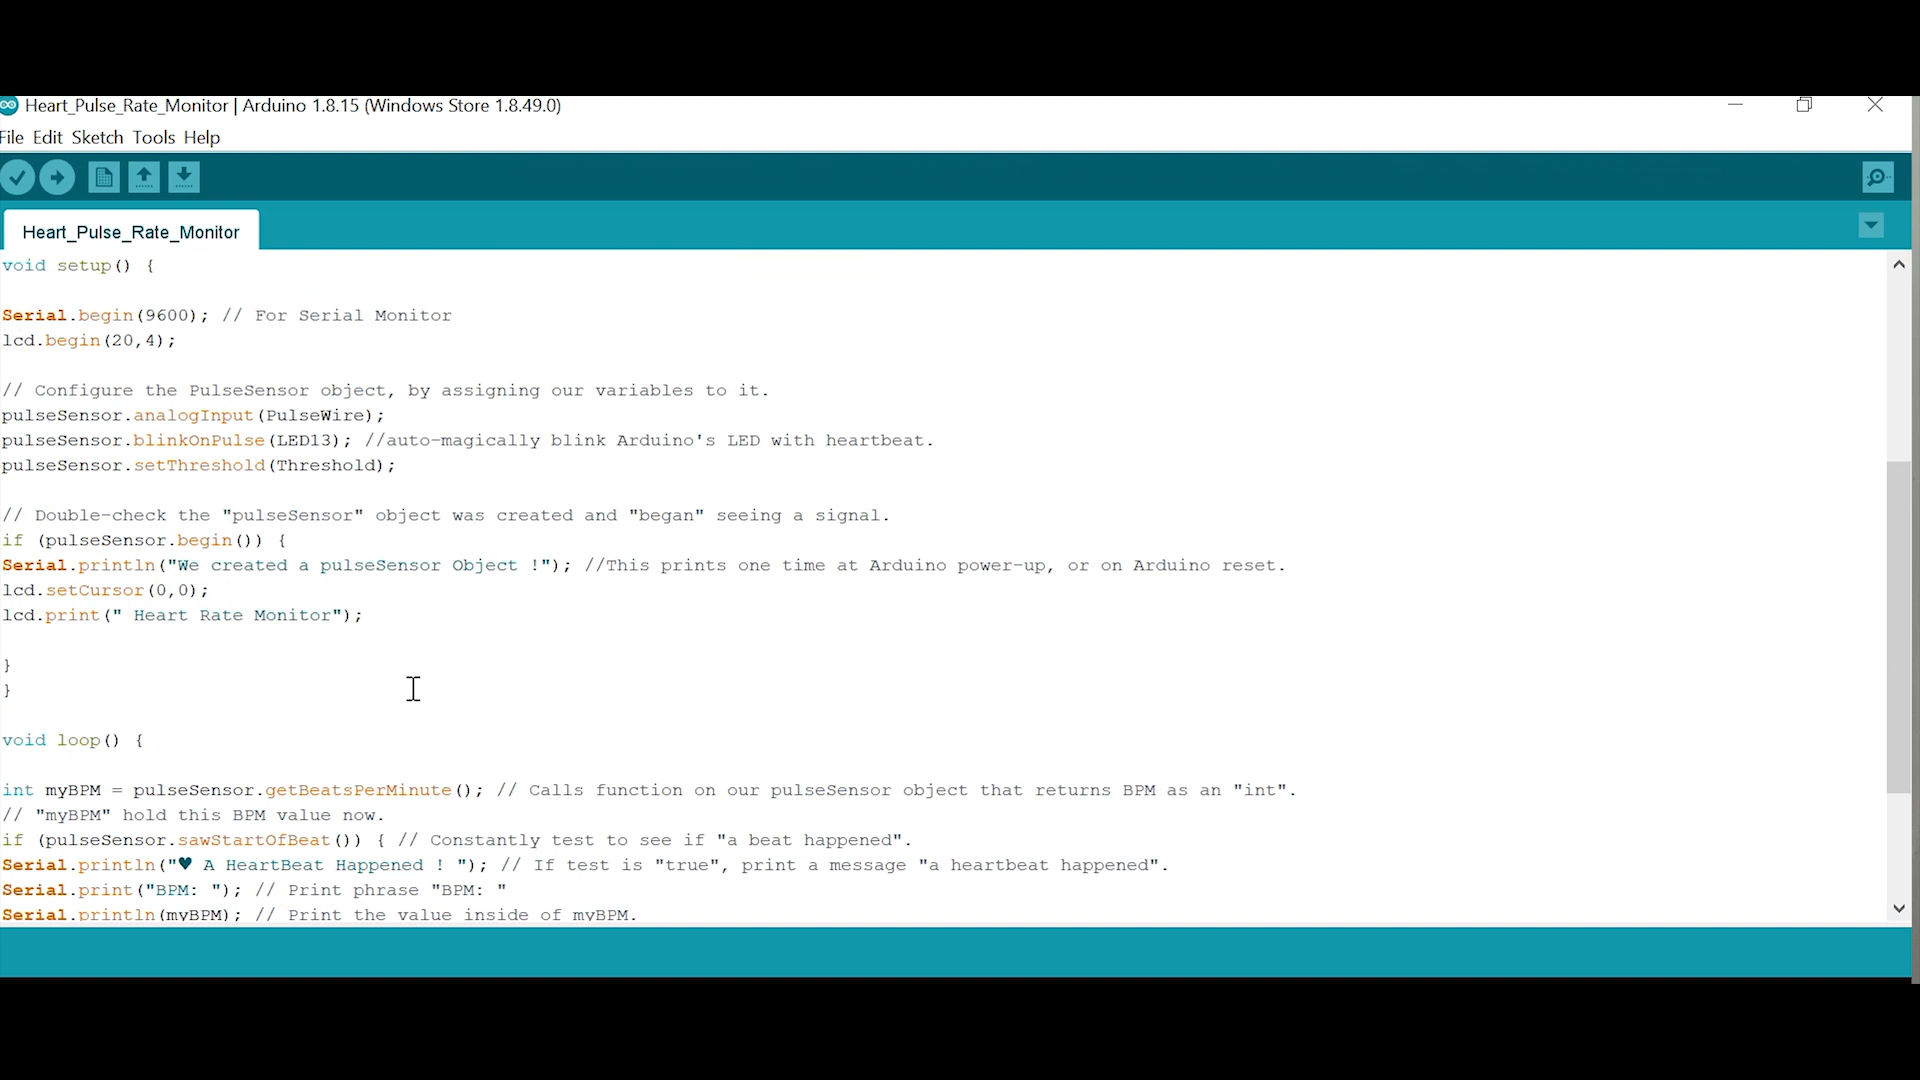 Heart_Pulse_Rate_Monitor | Arduino 1.8.15 (Windows Store 1.8.49.0)
File Edit Sketch Tools Help
Heart_Pulse_Rate_Monitor
void setup() {
Serial.begin(9600); // For Serial Monitor
lcd.begin(20,4);
// Configure the PulseSensor object, by assigning our variables to it.
pulseSensor.analogInput(PulseWire);
pulseSensor.blinkOnPulse(LED13); //auto-magically blink Arduino's LED with heartbeat.
pulseSensor.setThreshold(Threshold);
// Double-check the "pulseSensor" object was created and "began" seeing a signal.
if (pulseSensor.begin()) {
Serial.println("We created a pulseSensor Object !"); //This prints one time at Arduino power-up, or on Arduino reset.
lcd.setCursor(0,0);
lcd.print(" Heart Rate Monitor");
}
}
void loop() {
int myBPM = pulseSensor.getBeatsPerMinute(); // Calls function on our pulseSensor object that returns BPM as an "int".
// "myBPM" hold this BPM value now.
if (pulseSensor.sawStartOfBeat()) { // Constantly test to see if "a beat happened".
Serial.println("♥ A HeartBeat Happened ! "); // If test is "true", print a message "a heartbeat happened".
Serial.print("BPM: "); // Print phrase "BPM: "
Serial.println(myBPM); // Print the value inside of myBPM.